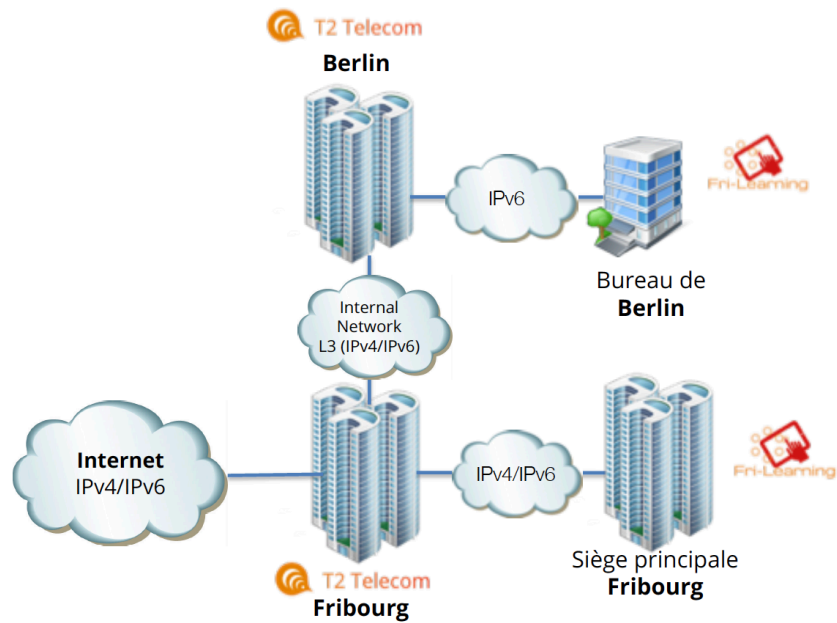 T2 Telecom
Berlin
IPv6
Fri-Learning
Bureau de
Berlin
Internal
Network
L3 (IPv4/IPv6)
Internet
IPv4/IPv6
IPv4/IPv6
Fri-Learning
Siège principale
Fribourg
T2 Telecom
Fribourg